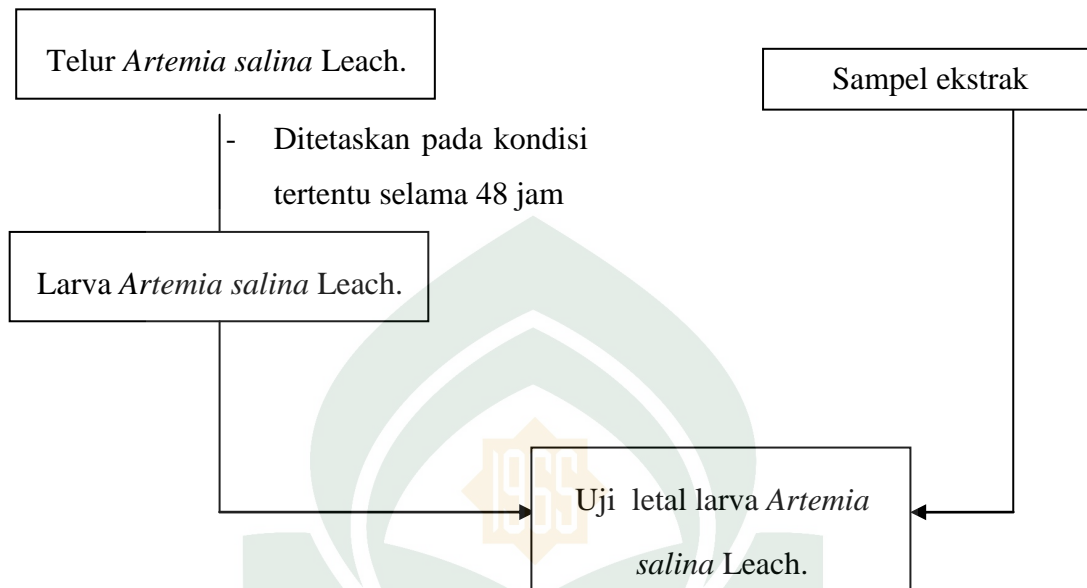 Telur Artemia salina Leach.
Sampel ekstrak
- Ditetaskan pada kondisi
tertentu selama 48 jam
Larva Artemia salina Leach.
1965
Uji letal larva Artemia
salina Leach.